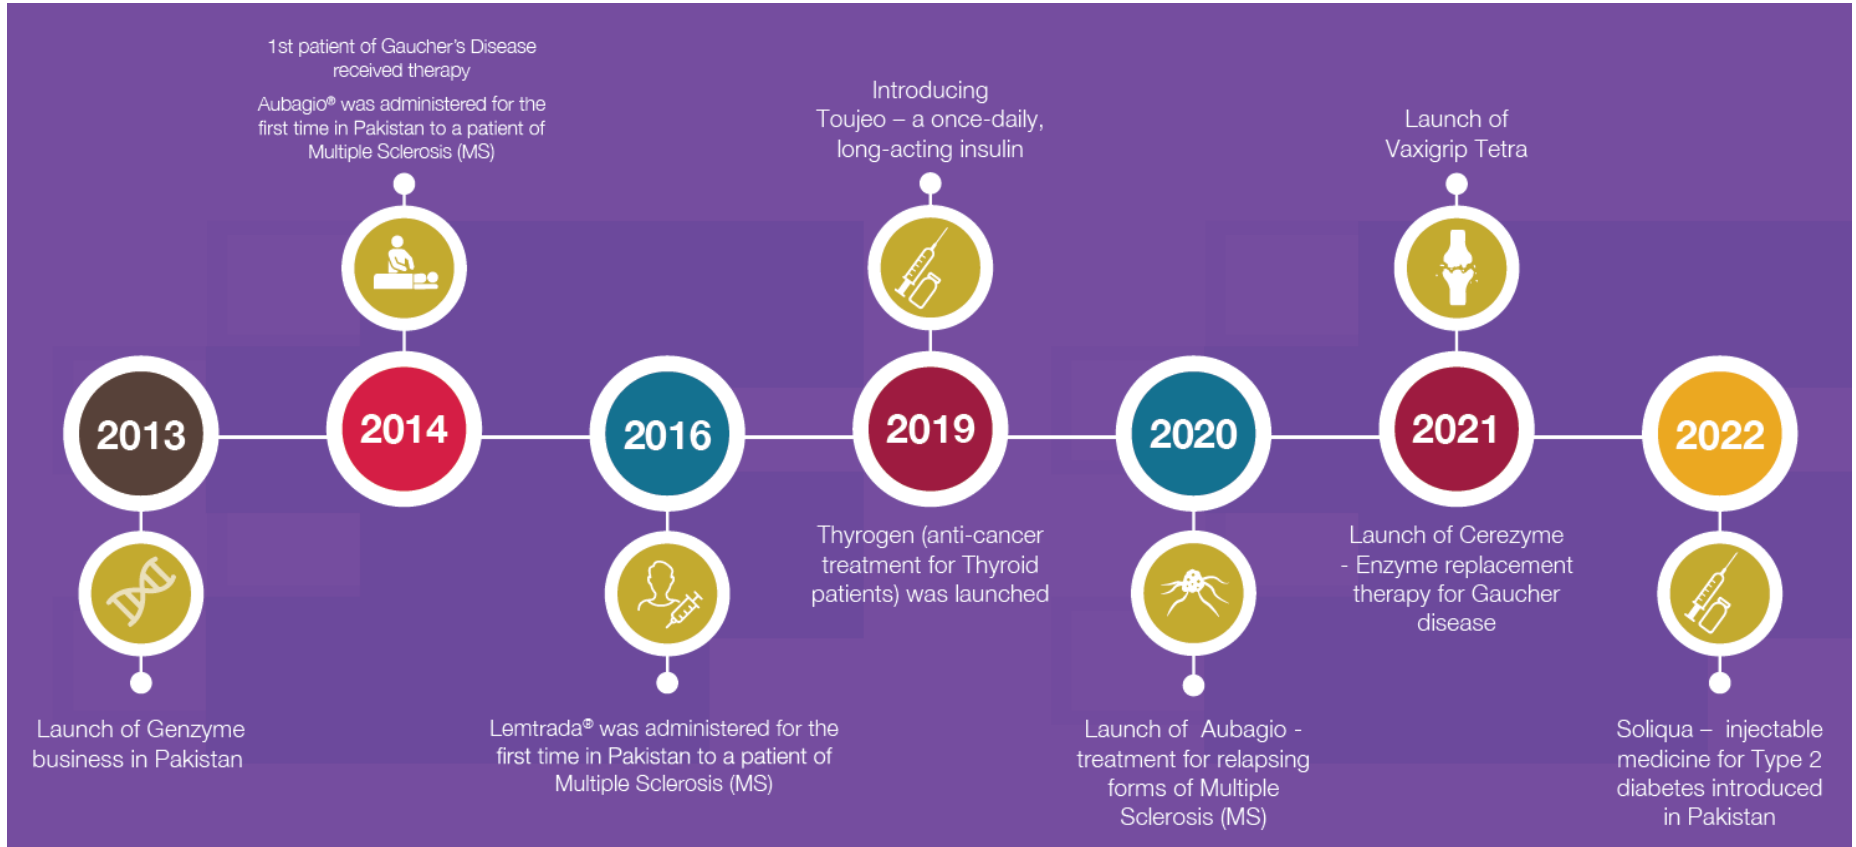 1st patient of Gaucher's Disease
received therapy
Aubagio® was administered for the
first time in Pakistan to a patient of
Multiple Sclerosis (MS)
Introducing
Toujeo – a once-daily,
long-acting insulin
Launch of
Vaxigrip Tetra
2013
2014
2016
2019
2020
2021
2022
Launch of Genzyme
business in Pakistan
Lemtrada® was administered for the
first time in Pakistan to a patient of
Multiple Sclerosis (MS)
Thyrogen (anti-cancer
treatment for Thyroid
patients) was launched
Launch of  Aubagio -
treatment for relapsing
forms of Multiple
Sclerosis (MS)
Launch of Cerezyme
- Enzyme replacement
therapy for Gaucher
disease
Soliqua –  injectable
medicine for Type 2
diabetes introduced
in Pakistan